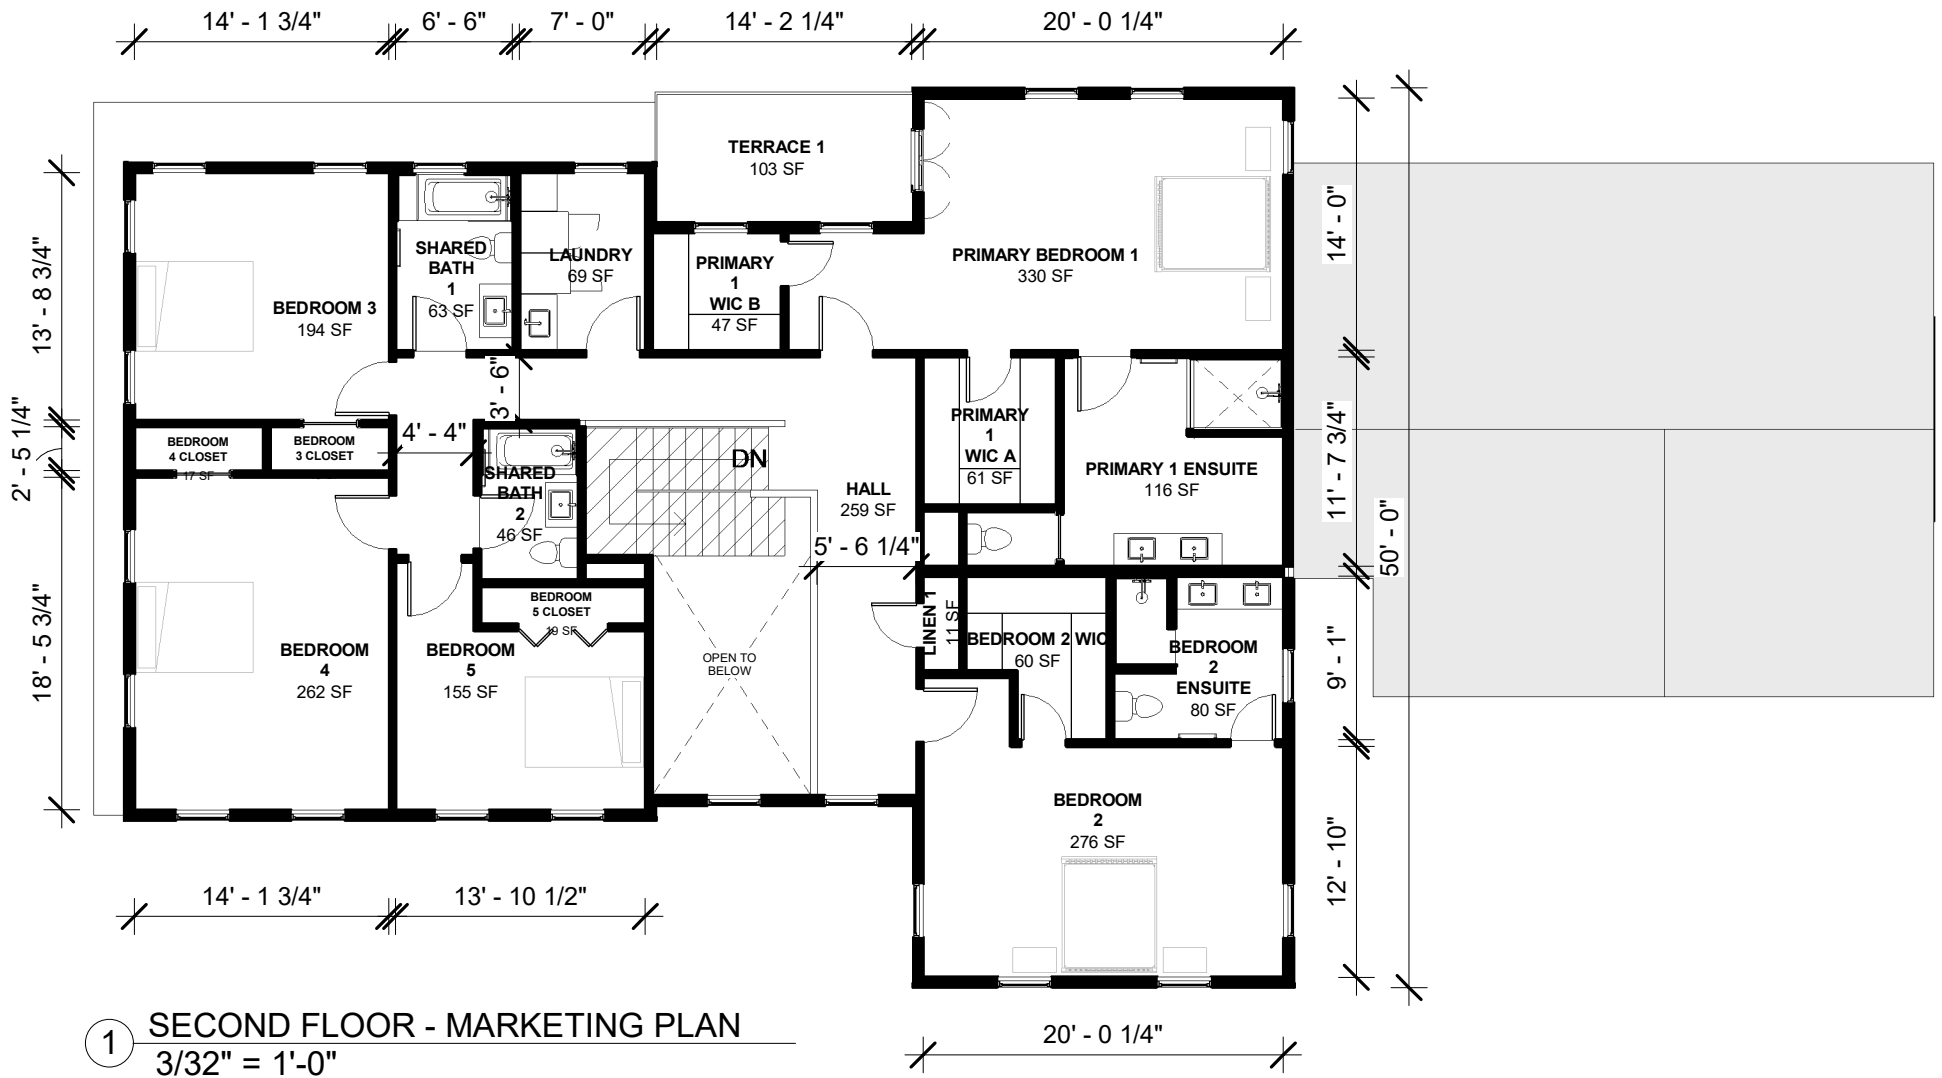 14' - 1 3/4"
6' - 6"
7' - 0"
14' - 2 1/4"
20' - 0 1/4"
TERRACE 1
103 SF
13' - 8 3/4"
14' - 0"
SHARED
BATH
1
63 SF
LAUNDRY
69 SF
PRIMARY
1
WIC B
47 SF
PRIMARY BEDROOM 1
330 SF
BEDROOM 3
194 SF
3' - 6"
2' - 5 1/4"
BEDROOM
4 CLOSET
17 SF
BEDROOM
3 CLOSET
4' - 4"
SHARED
BATH
2
46 SF
DN
HALL
259 SF
5' - 6 1/4"
PRIMARY
1
WIC A
61 SF
PRIMARY 1 ENSUITE
116 SF
11' - 7 3/4"
50' - 0"
18' - 5 3/4"
BEDROOM
4
262 SF
BEDROOM
5 CLOSET
19 SF
BEDROOM
5
155 SF
OPEN TO
BELOW
LINEN 1
11 SF
BEDROOM 2 WIC
60 SF
BEDROOM
2
ENSUITE
80 SF
9' - 1"
BEDROOM
2
276 SF
12' - 10"
14' - 1 3/4"
13' - 10 1/2"
20' - 0 1/4"
1
SECOND FLOOR - MARKETING PLAN
3/32" = 1'-0"